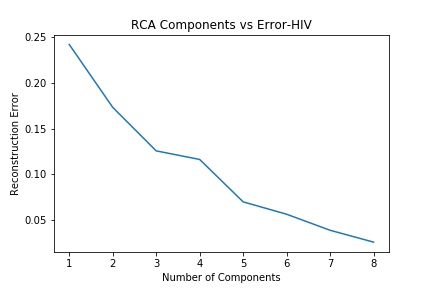 RCA Components vs Error-HIV
Reconstruction Error
0.25
0.20
0.15
0.10
0.05
1 2 3 4 5 6 7 8
Number of Components